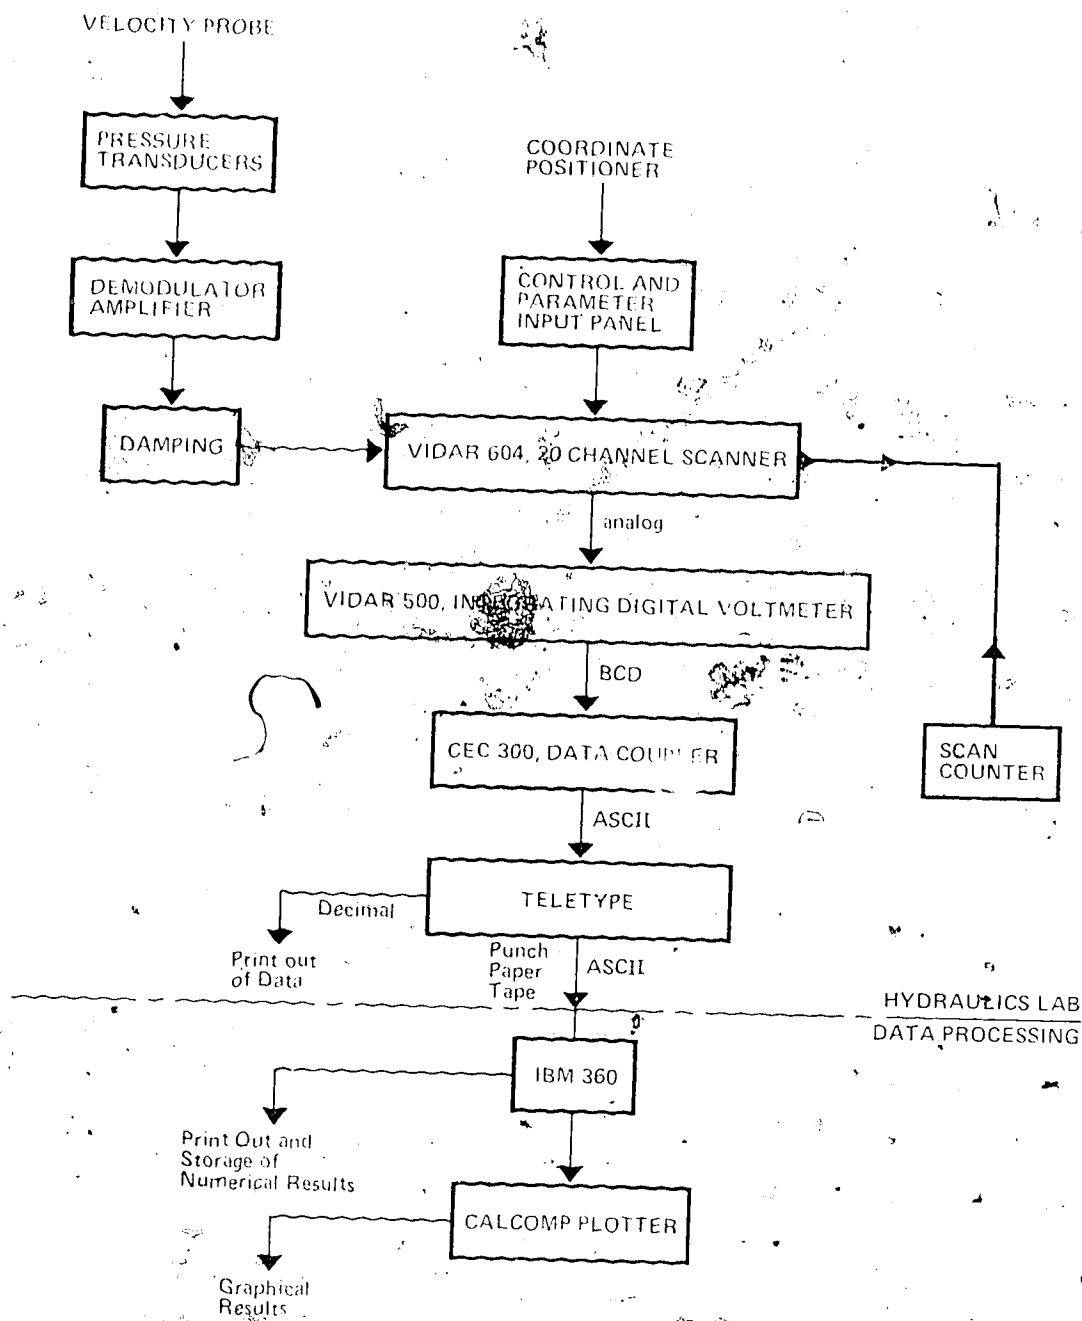 VELOCITY PROBE
PRESSURE
TRANSDUCERS
DEMODULATOR
AMPLIFIER
DAMPING
COORDINATE
POSITIONER
CONTROL AND
PARAMETER
INPUT PANEL
VIDAR 604, 20 CHANNEL SCANNER
analog
VIDAR 500, INTEGRATING DIGITAL VOLTMETER
BCD
CEC 300, DATA COUPLER
SCAN
COUNTER
ASCII
TELETYPE
Decimal
Print out
of Data
Punch
Paper
Tape
ASCII
HYDRAULICS LAB
DATA PROCESSING
IBM 360
Print Out and
Storage of
Numerical Results
CALCOMP PLOTTER
Graphical
Results